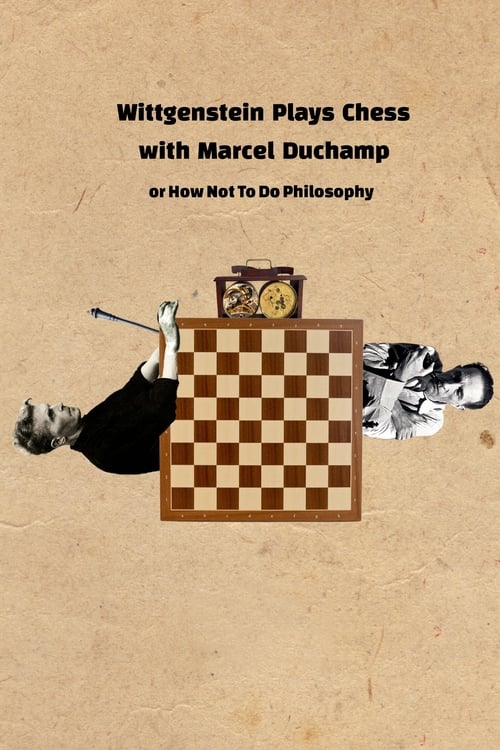 Wittgenstein Plays Chess
with Marcel Duchamp
or How Not To Do Philosophy